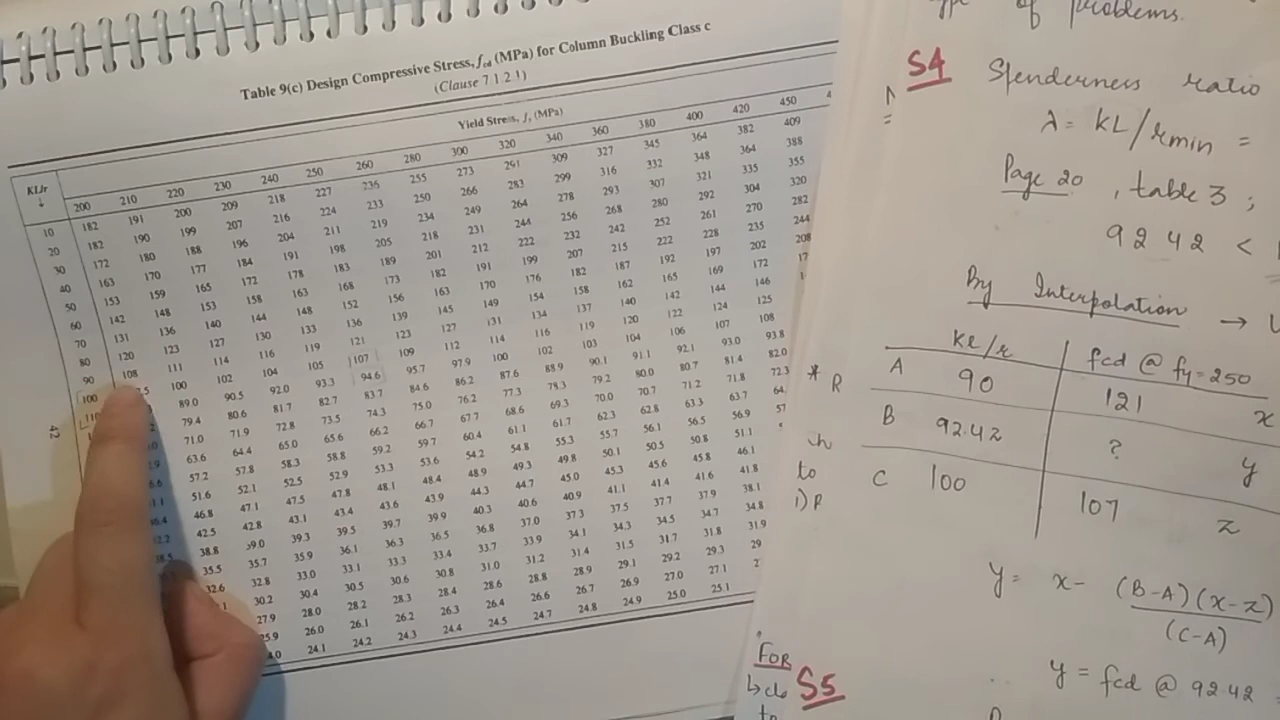 Table 9(c) Design Compressive Stress, fcd (MPa) for Column Buckling Class c
(Clause 7.1.2.1)
Yield Stress, fy (MPa)
KL/r
↓
200 210 220 230 240 250 260 280 300 320 340 360 380 400 420 450
10 182 191 200 209 218 227 236 255 273 291 309 327 345 364 382 409
20 182 190 199 207 216 224 233 250 266 283 299 316 332 348 364 388
30 172 180 188 196 204 211 219 234 249 264 278 293 307 321 335 355
40 163 170 177 184 191 198 205 218 231 244 256 268 280 292 304 320
50 153 159 165 172 178 183 189 201 212 222 232 242 252 261 270 282
60 142 148 153 158 163 168 173 182 191 199 207 215 222 228 235 244
70 131 136 140 144 148 152 156 163 170 176 182 187 192 197 202 208
80 120 123 127 130 133 136 139 145 149 154 158 162 165 169 172
90 108 111 114 116 119 121 123 127 131 134 137 140 142 144 146
100 100 102 104 105 107 109 112 114 116 119 120 122 124 125
110 89.0 90.5 92.0 93.3 94.6 95.7 97.9 100 102 103 104 106 107 108
79.4 80.6 81.7 82.7 83.7 84.6 86.2 87.6 88.9 90.1 91.1 92.1 93.0 93.8
71.0 71.9 72.8 73.5 74.3 75.0 76.2 77.3 78.3 79.2 80.0 80.7 81.4 82.0
63.6 64.4 65.0 65.6 66.2 66.7 67.7 68.6 69.3 70.0 70.7 71.2 71.8 72.3
57.2 57.8 58.3 58.8 59.2 59.7 60.4 61.1 61.7 62.3 62.8 63.3 63.7
51.6 52.1 52.5 52.9 53.3 53.6 54.2 54.8 55.3 55.7 56.1 56.5 56.9
46.8 47.1 47.5 47.8 48.1 48.4 48.9 49.3 49.8 50.1 50.5 50.8 51.1
42.5 42.8 43.1 43.4 43.6 43.9 44.3 44.7 45.0 45.3 45.6 45.8 46.1
38.8 39.0 39.3 39.5 39.7 39.9 40.3 40.6 40.9 41.1 41.4 41.6 41.8
35.5 35.7 35.9 36.1 36.3 36.5 36.8 37.0 37.3 37.5 37.7 37.9 38.1
32.6 32.8 33.0 33.1 33.3 33.4 33.7 33.9 34.1 34.3 34.5 34.7 34.8
30.2 30.4 30.5 30.6 30.8 31.0 31.2 31.4 31.5 31.7 31.8 31.9
27.9 28.0 28.2 28.3 28.4 28.6 28.8 28.9 29.1 29.2 29.3
25.9 26.0 26.1 26.2 26.3 26.4 26.6 26.7 26.9 27.0 27.1
24.1 24.2 24.3 24.4 24.5 24.7 24.8 24.9 25.0 25.1
42
of problems.
S4 Slenderness ratio
λ = KL/rmin =
Page 20, table 3;
92.42 <
By Interpolation →
Kl/r fcd @ fy=250
A 90 121 x
B 92.42 ? y
C 100 107 z
y = x - (B-A)(x-z)
(C-A)
y = fcd @ 92.42
* R
to
i) R
FOR
to
S5